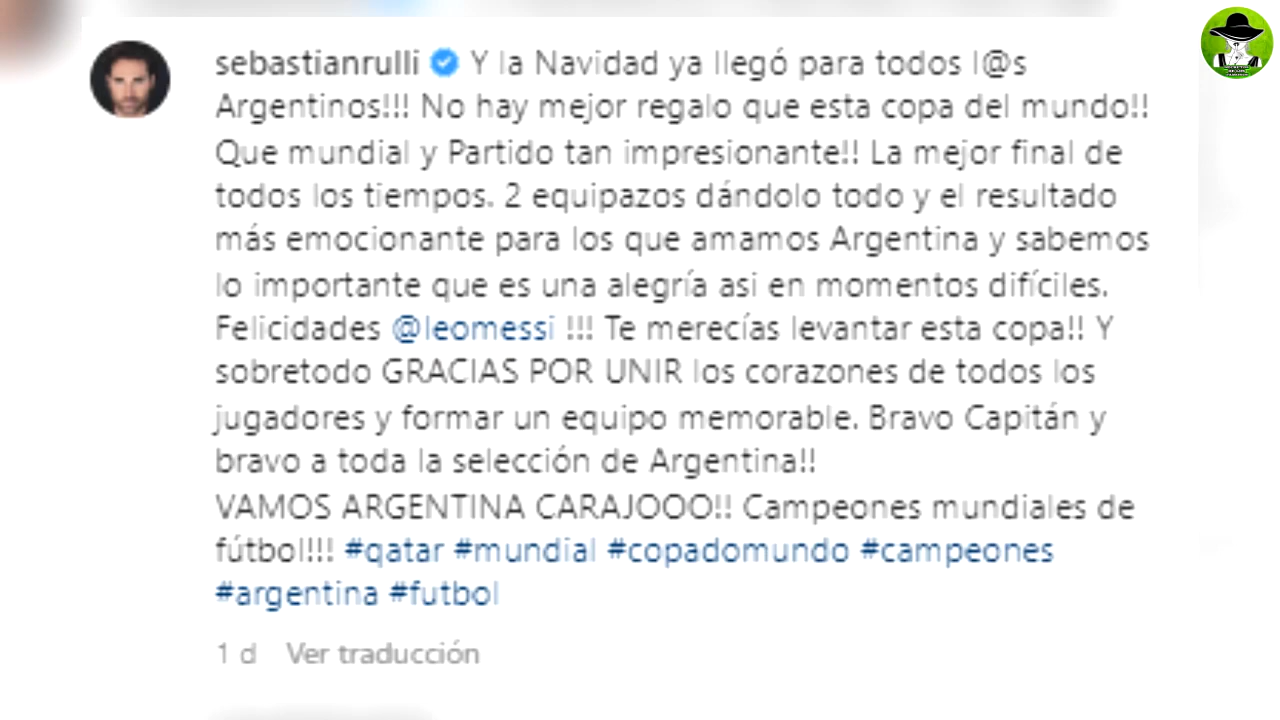 sebastianrulli Y la Navidad ya llegó para todos l@s
Argentinos!!! No hay mejor regalo que esta copa del mundo!!
Que mundial y Partido tan impresionante!! La mejor final de
todos los tiempos. 2 equipazos dándolo todo y el resultado
más emocionante para los que amamos Argentina y sabemos
lo importante que es una alegría asi en momentos difíciles.
Felicidades @leomessi !!! Te merecías levantar esta copa!! Y
sobretodo GRACIAS POR UNIR los corazones de todos los
jugadores y formar un equipo memorable. Bravo Capitán y
bravo a toda la selección de Argentina!!
VAMOS ARGENTINA CARAJOOO!! Campeones mundiales de
fútbol!!! #qatar #mundial #copadomundo #campeones
#argentina #futbol
1 d Ver traducción